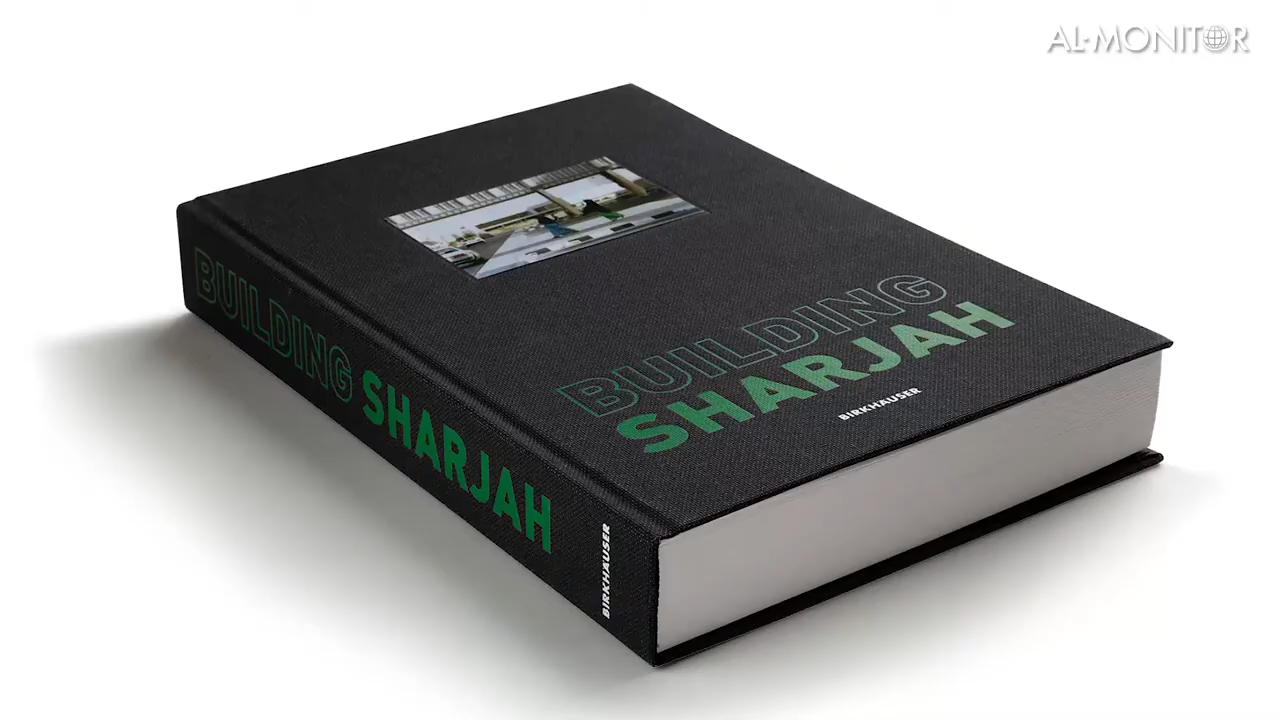 AL-MONITOR
BUILDING
SHARJAH
BIRKHÄUSER
BUILDING SHARJAH
BIRKHÄUSER